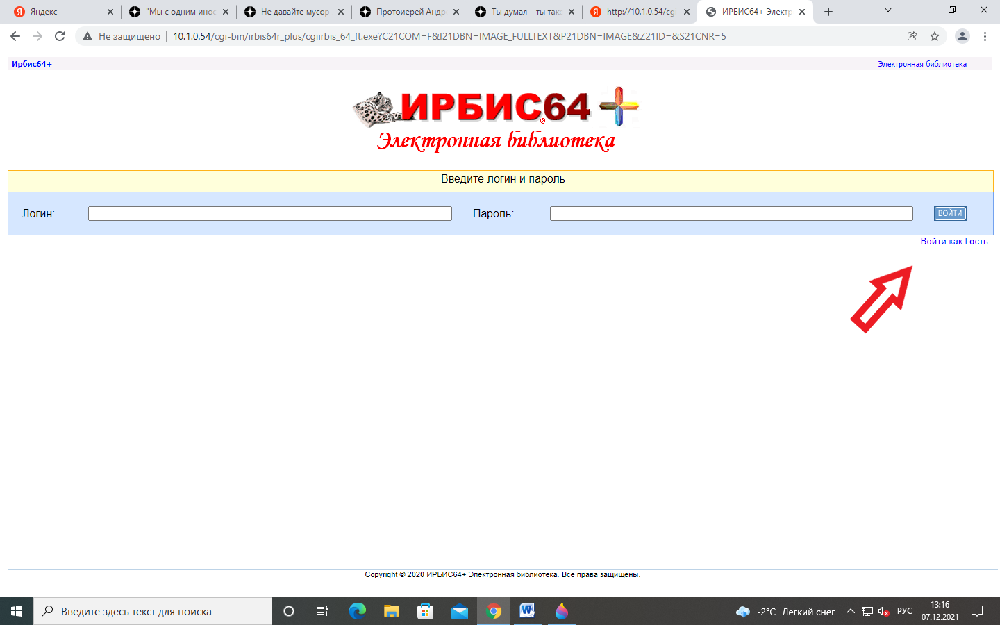 Яндекс
"Мы с одним инос
Не давайте мусор
Протоиерей Андр
Ты думал – ты так
http://10.1.0.54/cgi
ИРБИС64+ Электр
Не защищено
10.1.0.54/cgi-bin/irbis64r_plus/cgiirbis_64_ft.exe?C21COM=F&I21DBN=IMAGE_FULLTEXT&P21DBN=IMAGE&Z21ID=&S21CNR=5
Ирбис64+
Электронная библиотека
ИРБИС64
®
Электронная библиотека
Введите логин и пароль
Логин:
Пароль:
ВОЙТИ
Войти как Гость
Copyright © 2020 ИРБИС64+ Электронная библиотека. Все права защищены.
Введите здесь текст для поиска
-2°C Легкий снег
РУС
13:16
07.12.2021